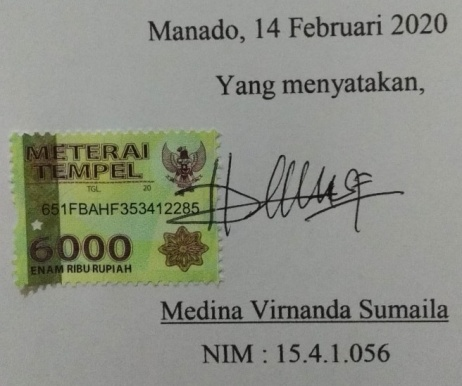 Manado, 14 Februari 2020
Yang menyatakan,
METERAI
TEMPEL
TGL. 20
651FBAHF353412285
6000
ENAM RIBU RUPIAH
Medina Virnanda Sumaila
NIM : 15.4.1.056